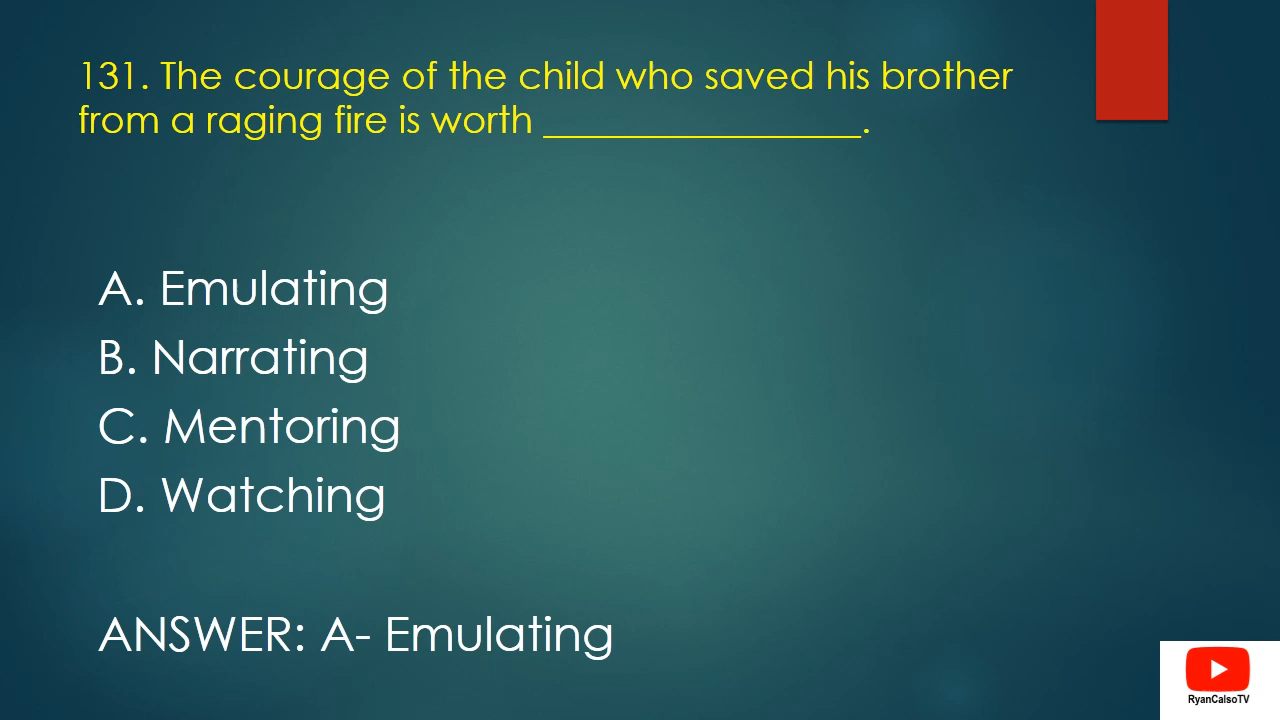 131. The courage of the child who saved his brother
from a raging fire is worth _________________.
A. Emulating
B. Narrating
C. Mentoring
D. Watching
ANSWER: A- Emulating
RyanCalsoTV